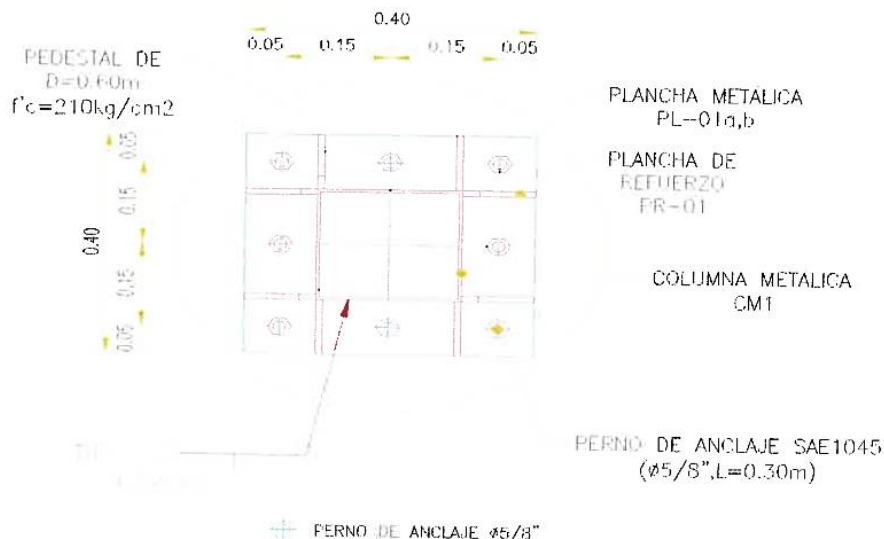 0.40
0.05 0.15 0.15 0.05
PEDESTAL DE
D=0.60m
f'c=210kg/cm2
PLANCHA METALICA
PL-01a,b
PLANCHA DE
REFUERZO
PR-01
0.05
0.15
0.40
0.15
0.05
COLUMNA METALICA
CM1
PERNO DE ANCLAJE SAE1045
(ø5/8",L=0.30m)
PERNO DE ANCLAJE ø5/8"